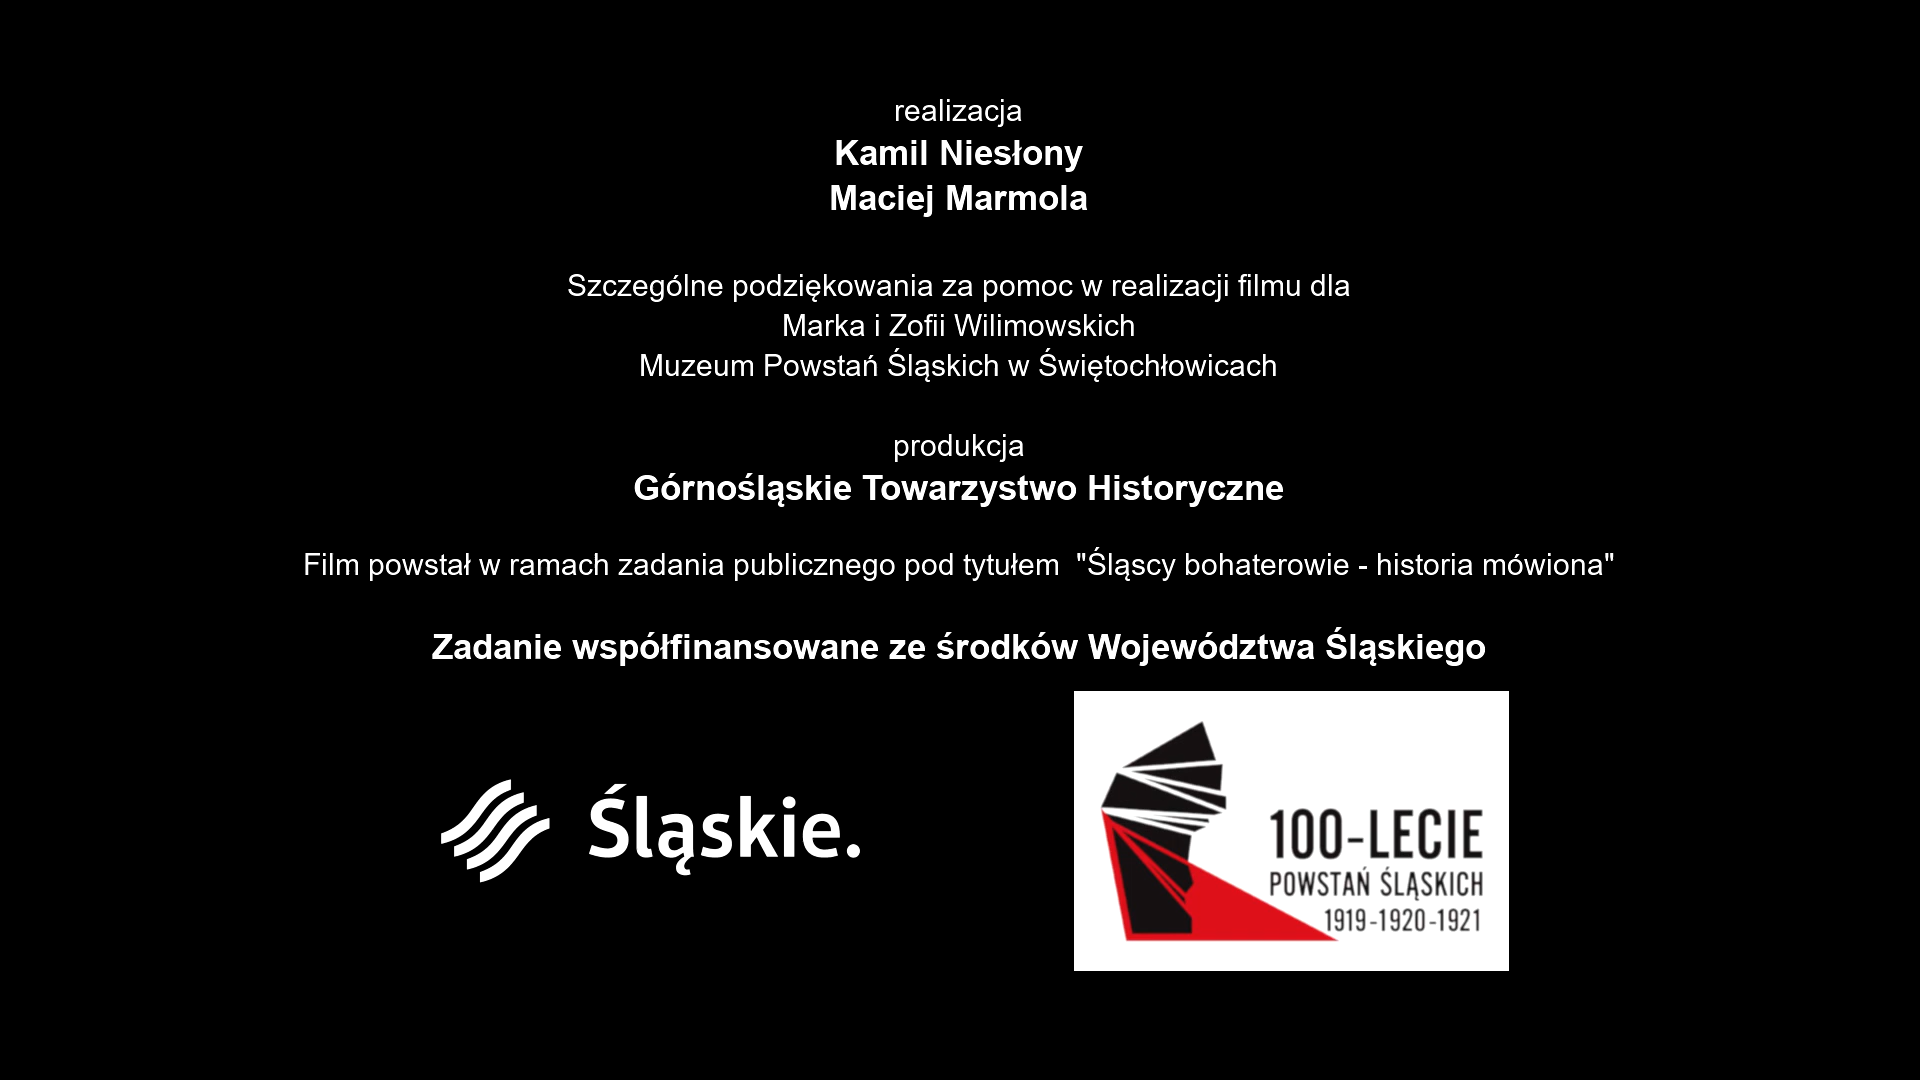 realizacja
Kamil Niesłony
Maciej Marmola
Szczególne podziękowania za pomoc w realizacji filmu dla
Marka i Zofii Wilimowskich
Muzeum Powstań Śląskich w Świętochłowicach
produkcja
Górnośląskie Towarzystwo Historyczne
Film powstał w ramach zadania publicznego pod tytułem  "Śląscy bohaterowie - historia mówiona"
Zadanie współfinansowane ze środków Województwa Śląskiego
Śląskie.
100-LECIE
POWSTAŃ ŚLĄSKICH
1919-1920-1921